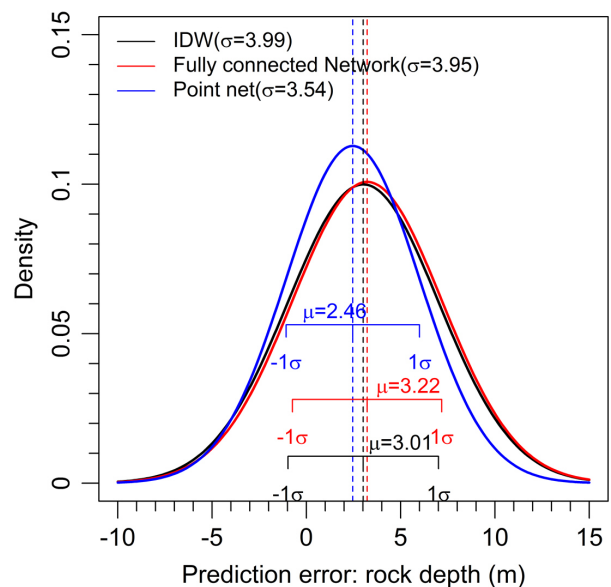 IDW(σ=3.99)
Fully connected Network(σ=3.95)
Point net(σ=3.54)
0.15
0.1
0.05
0
Density
μ=2.46
-1σ 1σ
μ=3.22
-1σ 1σ
μ=3.01
-1σ 1σ
-10 -5 0 5 10 15
Prediction error: rock depth (m)